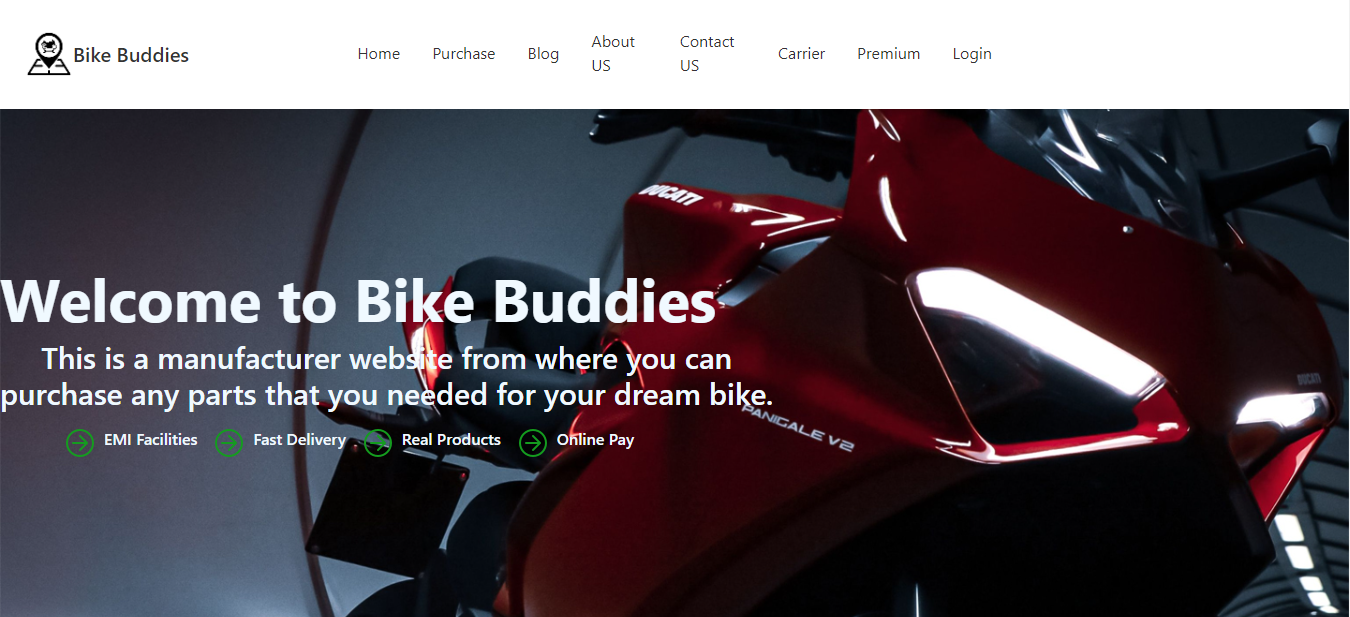 Bike Buddies
Home
Purchase
Blog
About
US
Contact
US
Carrier
Premium
Login
DUCATI
Welcome to Bike Buddies
This is a manufacturer website from where you can
purchase any parts that you needed for your dream bike.
DUCATI
PANIGALE V2
EMI Facilities
Fast Delivery
Real Products
Online Pay